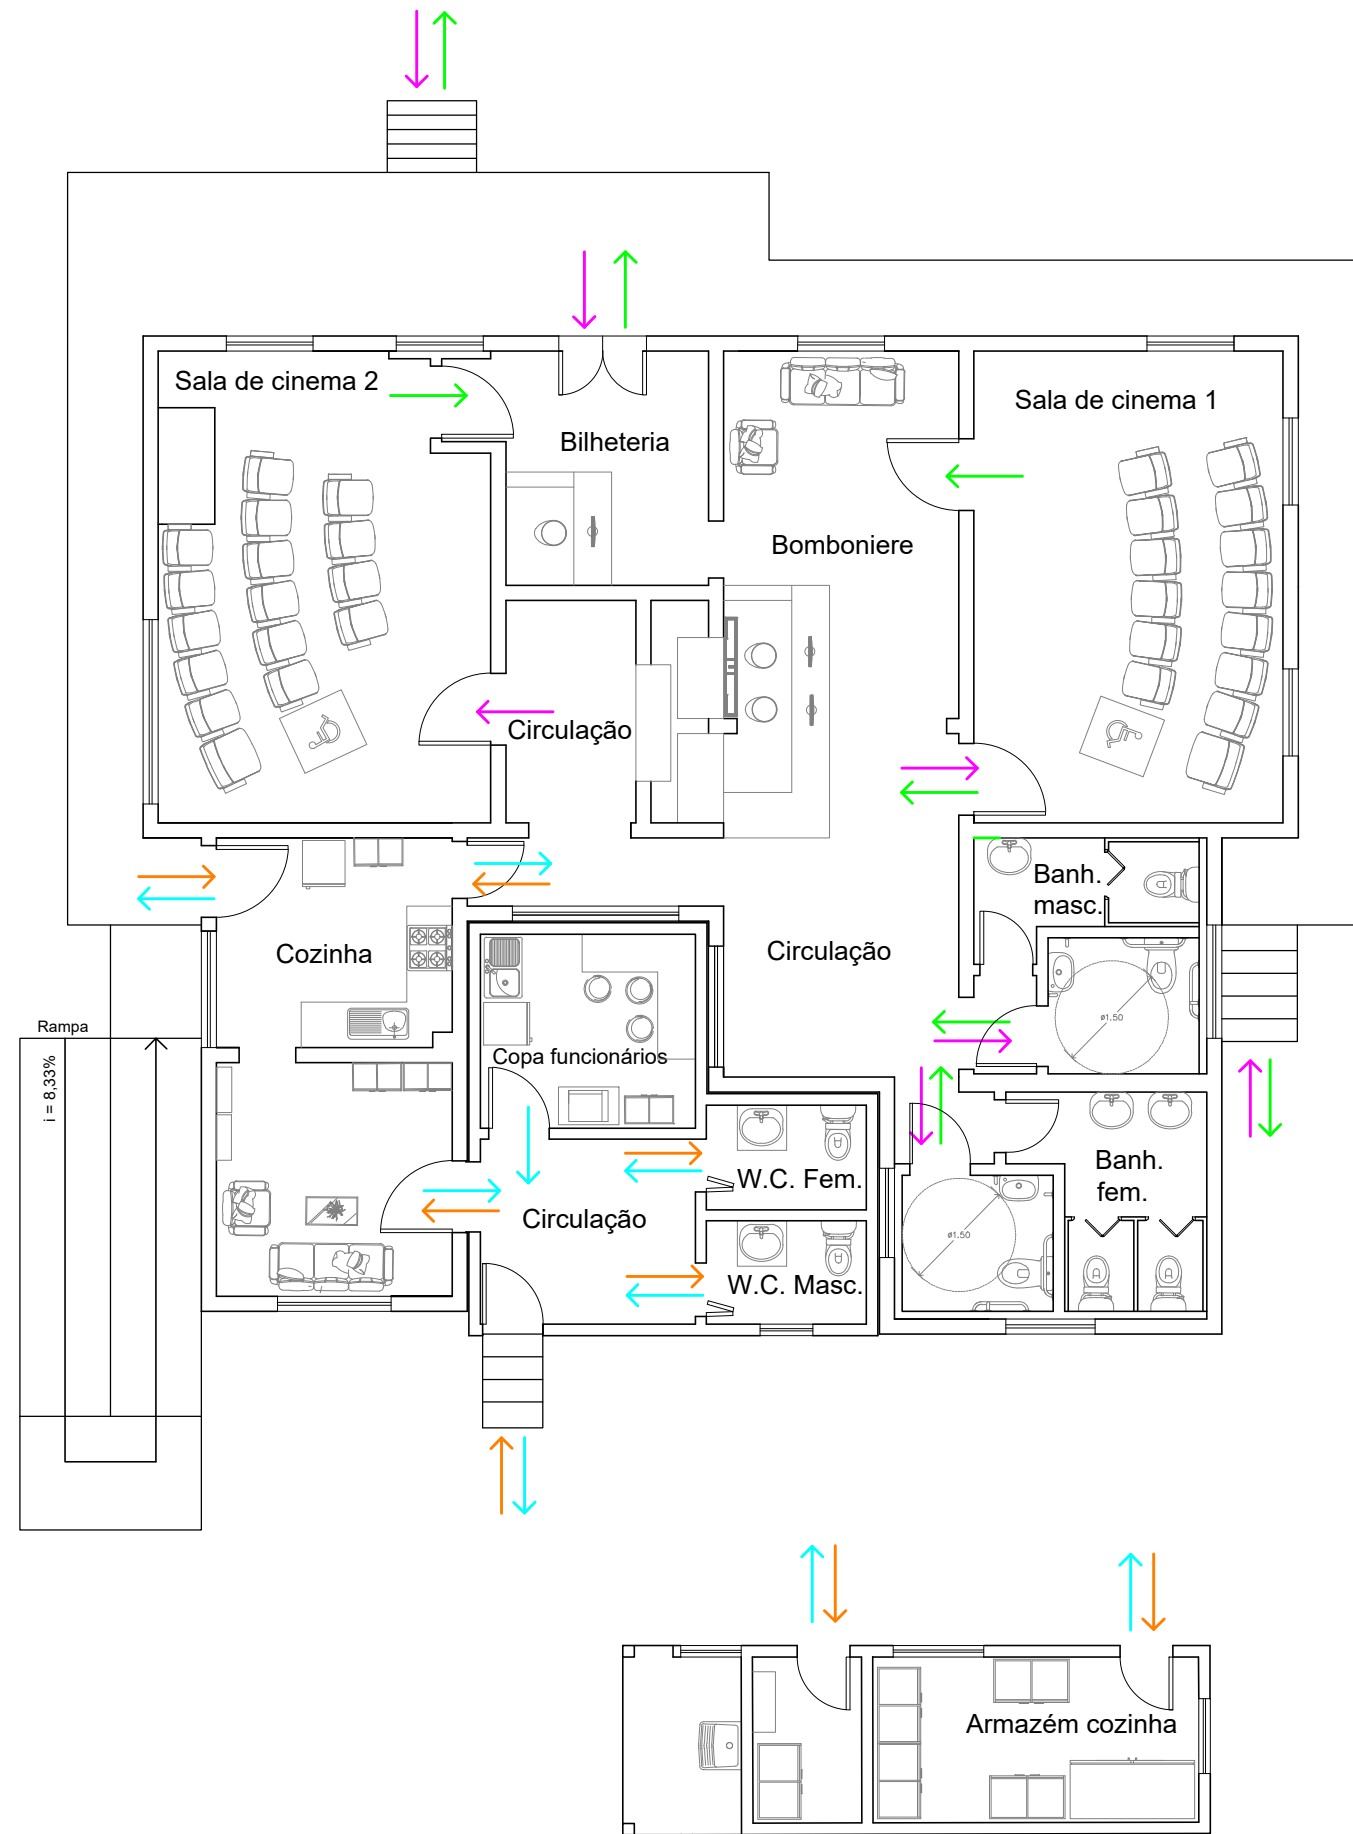 Sala de cinema 2
Sala de cinema 1
Bilheteria
Bomboniere
Circulação
Banh.
masc.
Cozinha
Circulação
ø1.50
Rampa
i = 8,33%
Copa funcionários
W.C. Fem.
Banh.
fem.
Circulação
ø1.50
W.C. Masc.
Armazém cozinha